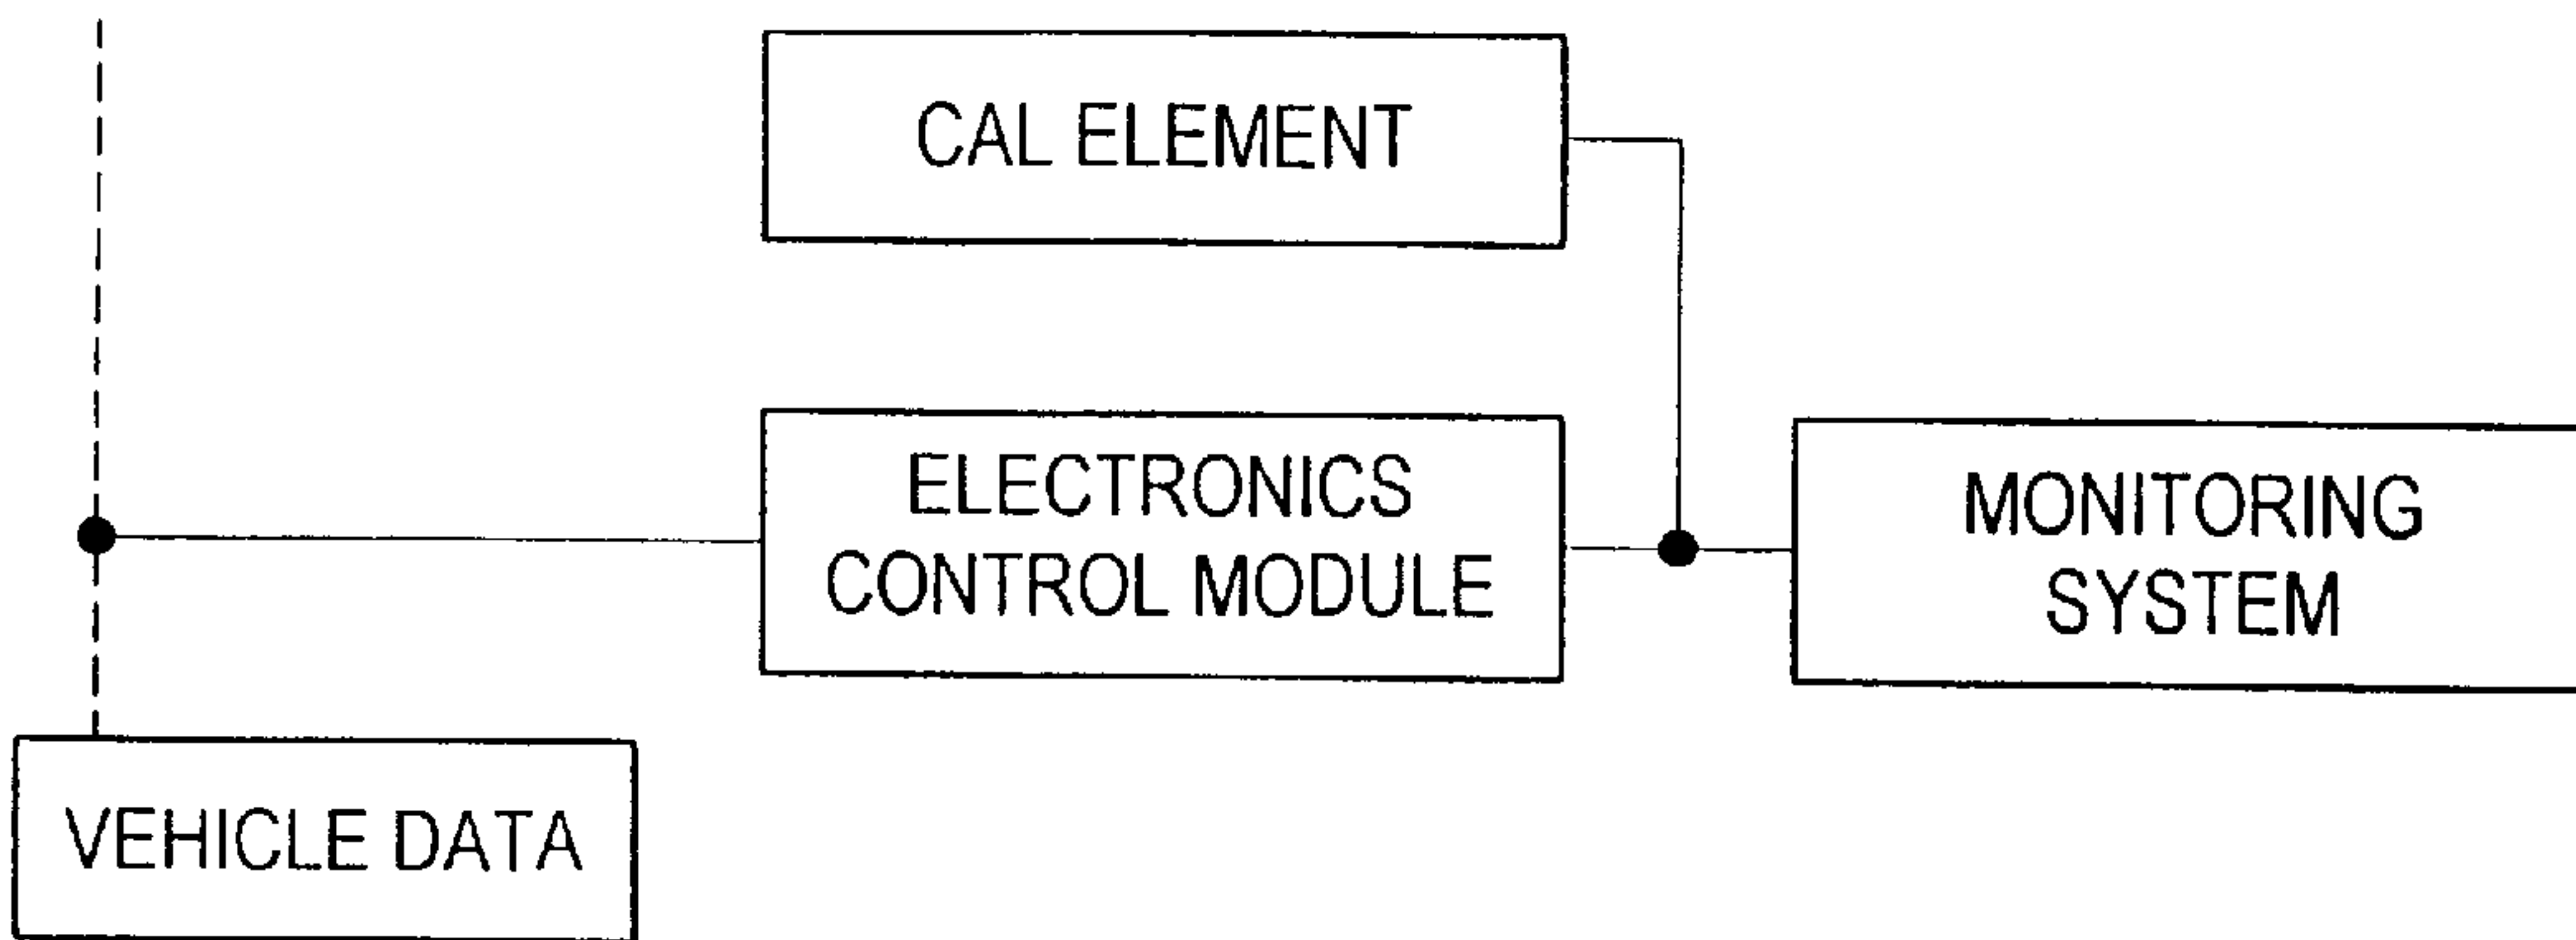 CAL ELEMENT
ELECTRONICS
CONTROL MODULE
MONITORING
SYSTEM
VEHICLE DATA